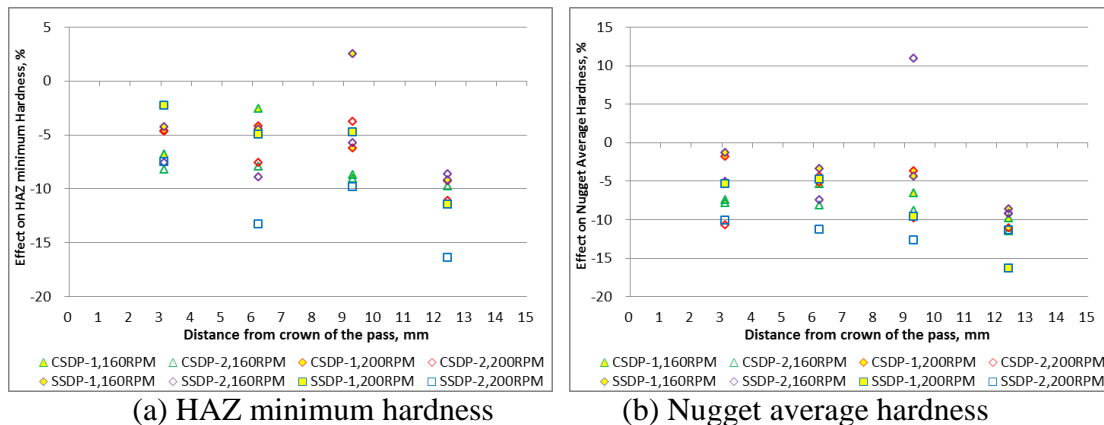 Effect on HAZ minimum Hardness, %
5
0
-5
-10
-15
-20
0 1 2 3 4 5 6 7 8 9 10 11 12 13 14 15
Distance from crown of the pass, mm
CSDP-1,160RPM CSDP-2,160RPM CSDP-1,200RPM CSDP-2,200RPM
SSDP-1,160RPM SSDP-2,160RPM SSDP-1,200RPM SSDP-2,200RPM
(a) HAZ minimum hardness
Effect on Nugget Average Hardness, %
15
10
5
0
-5
-10
-15
-20
0 1 2 3 4 5 6 7 8 9 10 11 12 13 14 15
Distance from crown of the pass, mm
CSDP-1,160RPM CSDP-2,160RPM CSDP-1,200RPM CSDP-2,200RPM
SSDP-1,160RPM SSDP-2,160RPM SSDP-1,200RPM SSDP-2,200RPM
(b) Nugget average hardness